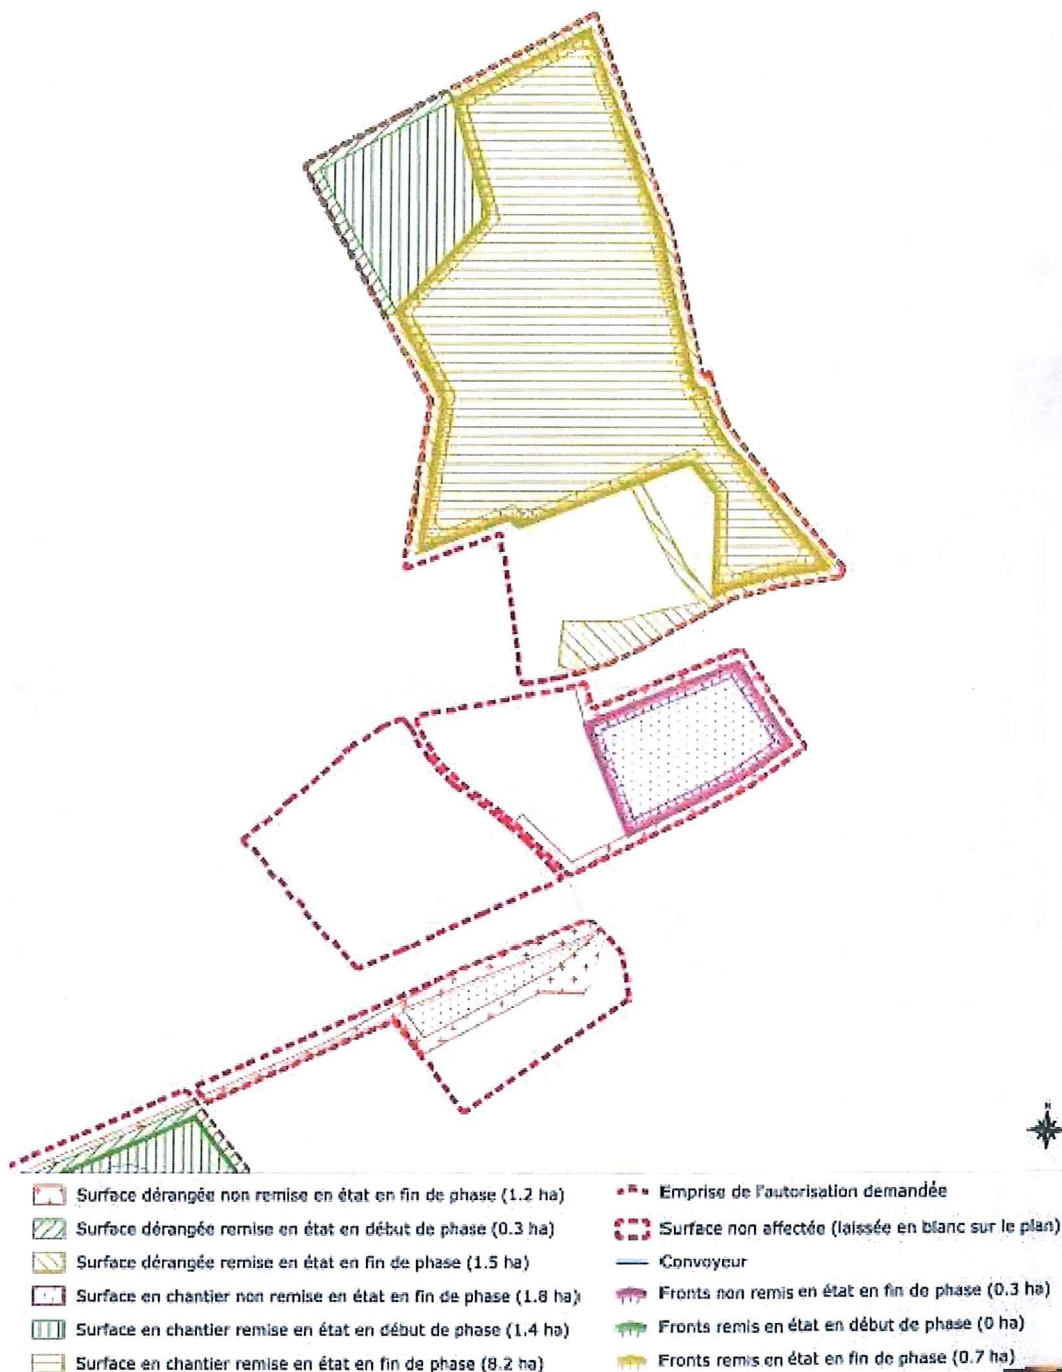 N
Surface dérangée non remise en état en fin de phase (1.2 ha)
Surface dérangée remise en état en début de phase (0.3 ha)
Surface dérangée remise en état en fin de phase (1.5 ha)
Surface en chantier non remise en état en fin de phase (1.8 ha)
Surface en chantier remise en état en début de phase (1.4 ha)
Surface en chantier remise en état en fin de phase (8.2 ha)
Emprise de l'autorisation demandée
Surface non affectée (laissée en blanc sur le plan)
Convoyeur
Fronts non remis en état en fin de phase (0.3 ha)
Fronts remis en état en début de phase (0 ha)
Fronts remis en état en fin de phase (0.7 ha)